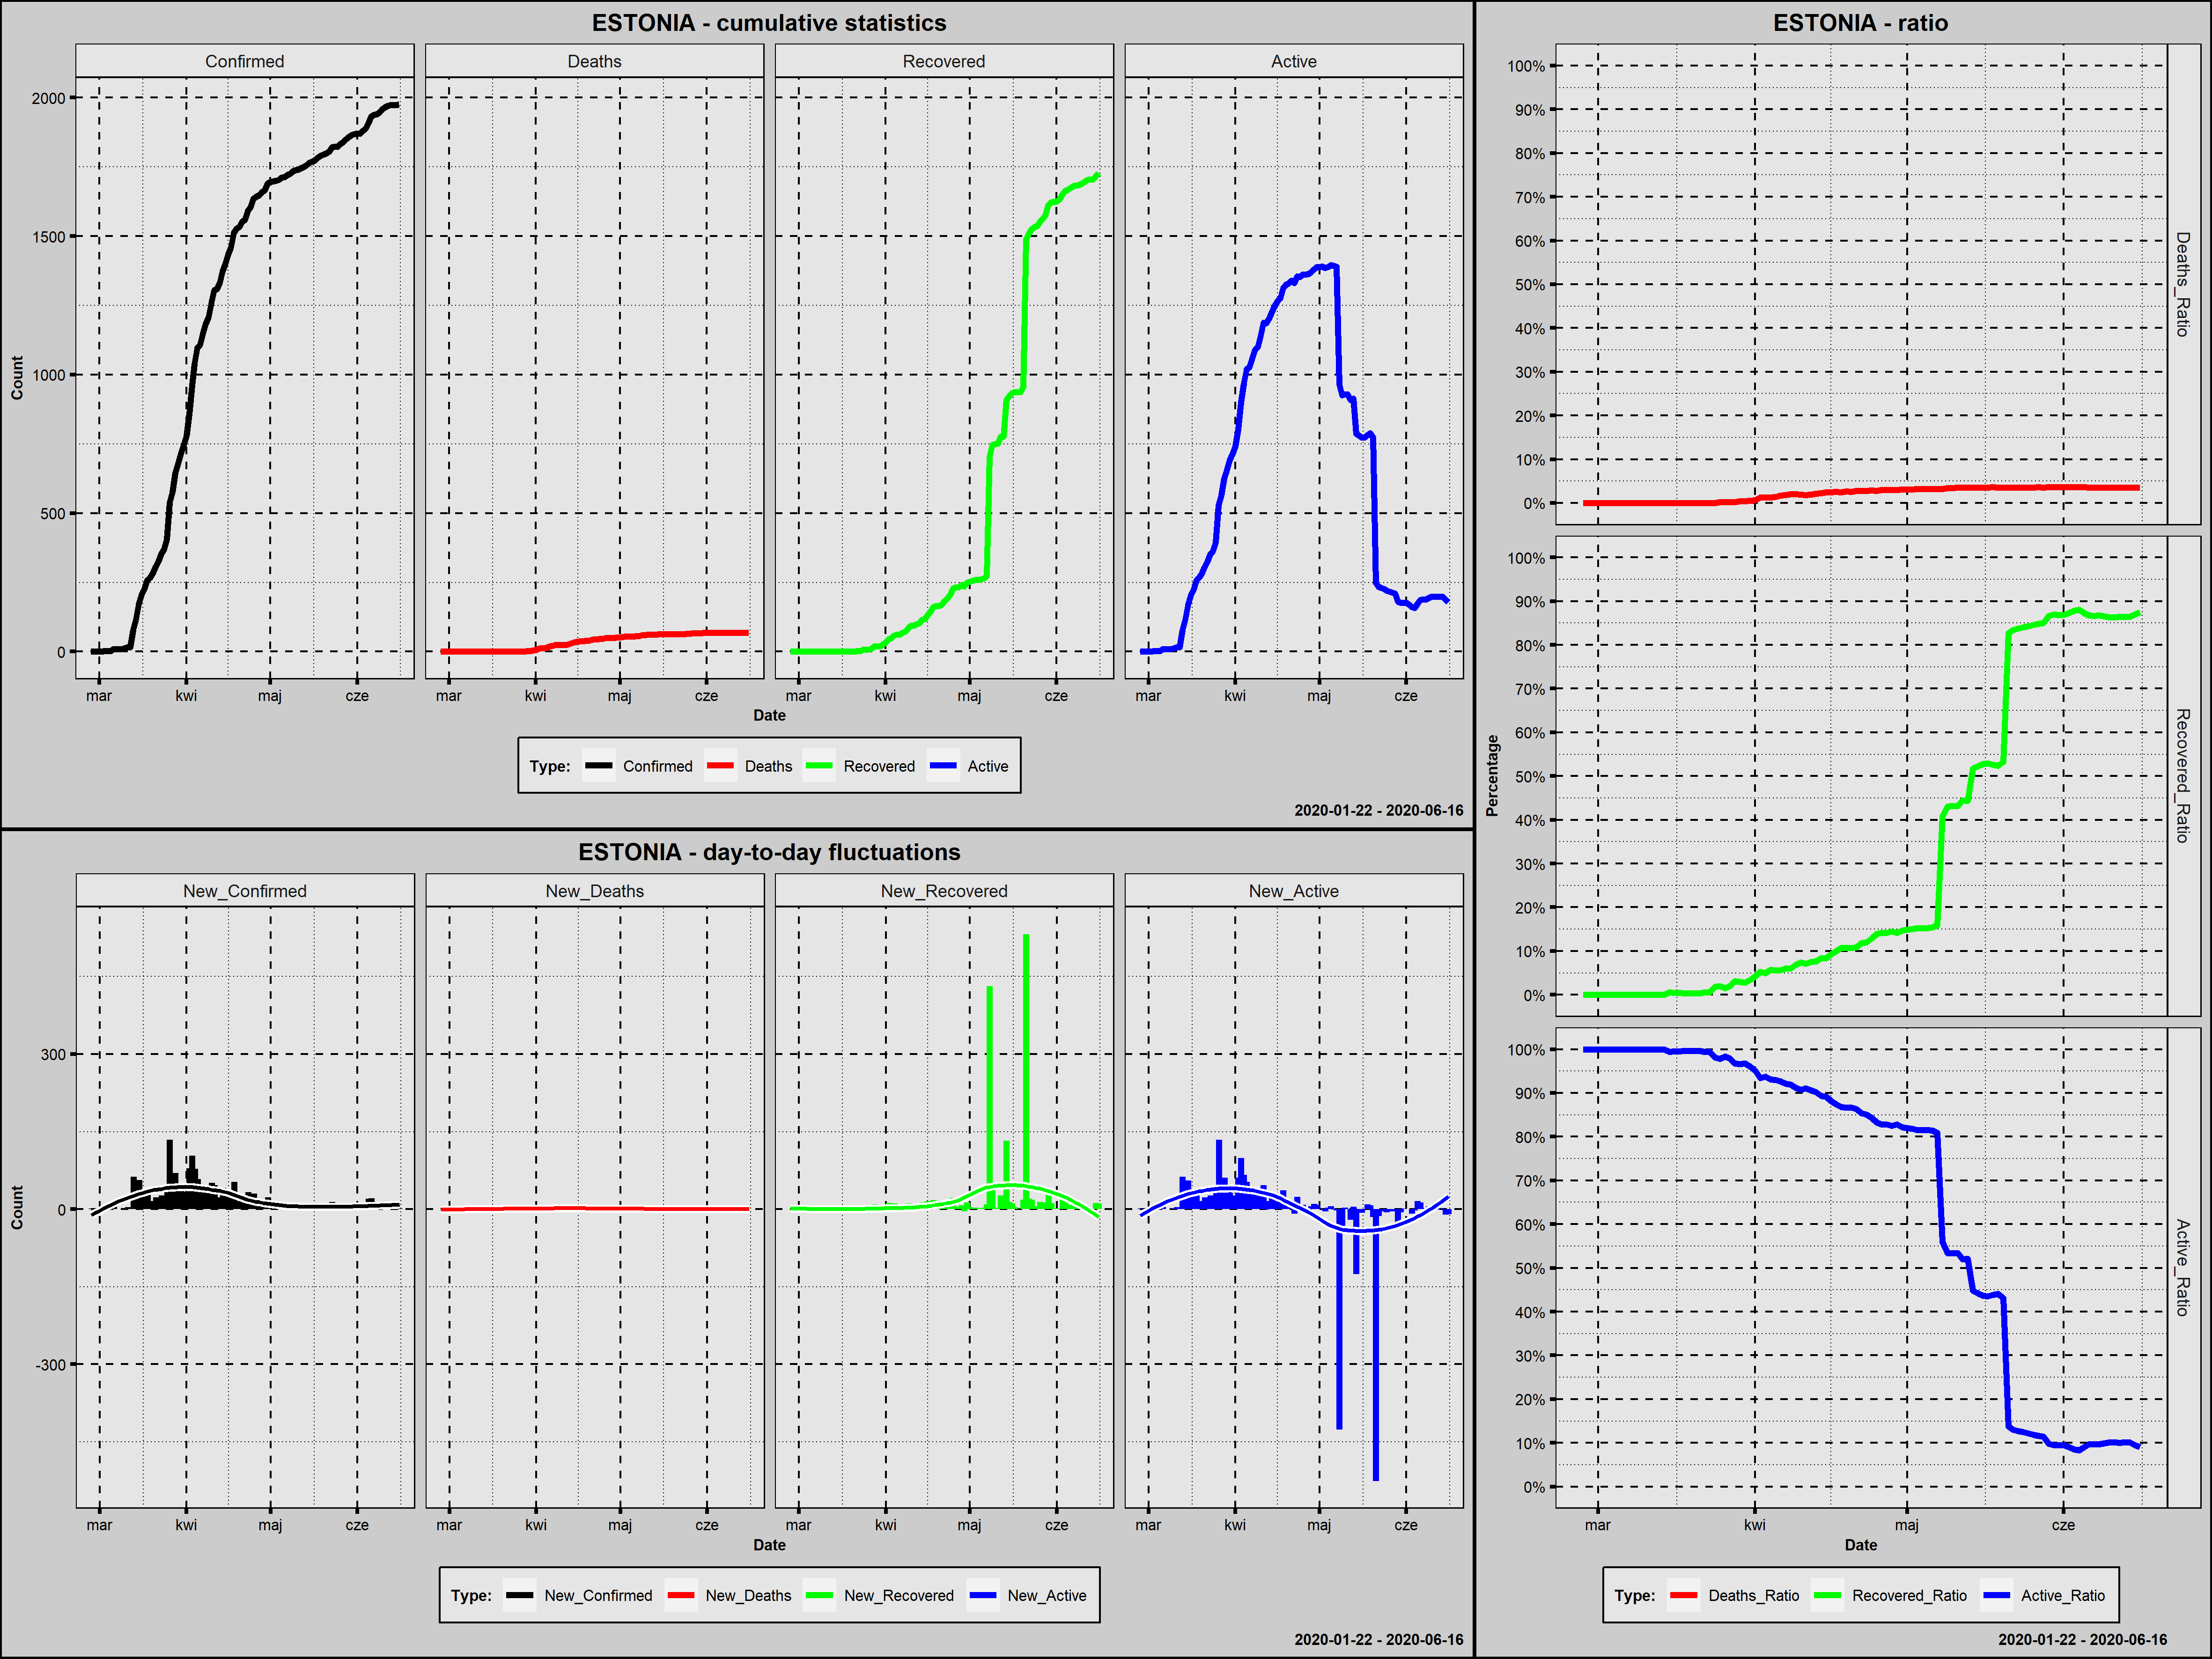 ESTONIA - cumulative statistics
Confirmed Deaths Recovered Active
Count
2000
1500
1000
500
0
mar kwi maj cze mar kwi maj cze mar kwi maj cze mar kwi maj cze
Date
Type: Confirmed Deaths Recovered Active
2020-01-22 - 2020-06-16
ESTONIA - day-to-day fluctuations
New_Confirmed New_Deaths New_Recovered New_Active
Count
300
0
-300
mar kwi maj cze mar kwi maj cze mar kwi maj cze mar kwi maj cze
Date
Type: New_Confirmed New_Deaths New_Recovered New_Active
2020-01-22 - 2020-06-16
ESTONIA - ratio
Percentage
100%
90%
80%
70%
60%
50%
40%
30%
20%
10%
0%
Deaths_Ratio
100%
90%
80%
70%
60%
50%
40%
30%
20%
10%
0%
Recovered_Ratio
100%
90%
80%
70%
60%
50%
40%
30%
20%
10%
0%
Active_Ratio
mar kwi maj cze
Date
Type: Deaths_Ratio Recovered_Ratio Active_Ratio
2020-01-22 - 2020-06-16